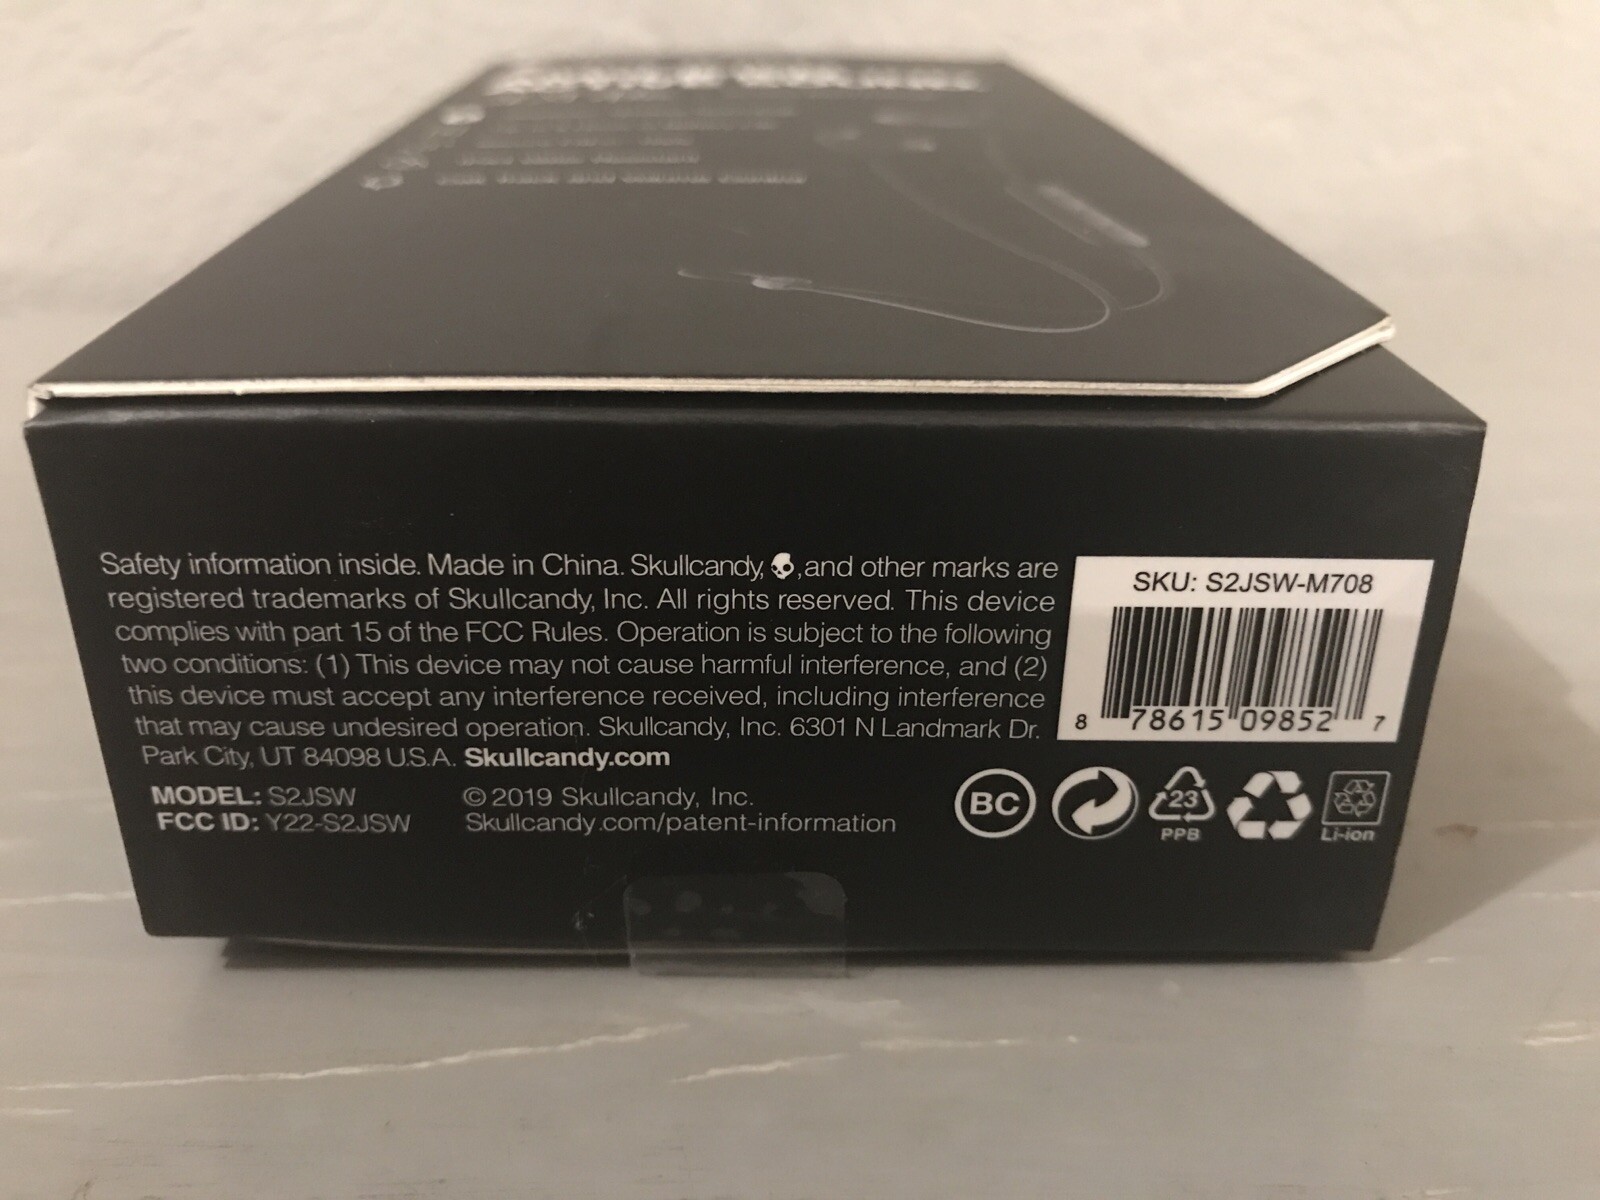 Safety information inside. Made in China. Skullcandy, ,and other marks are
registered trademarks of Skullcandy, Inc. All rights reserved. This device
complies with part 15 of the FCC Rules. Operation is subject to the following
two conditions: (1) This device may not cause harmful interference, and (2)
this device must accept any interference received, including interference
that may cause undesired operation. Skullcandy, Inc. 6301 N Landmark Dr.
Park City, UT 84098 U.S.A. Skullcandy.com
MODEL: S2JSW
FCC ID: Y22-S2JSW
© 2019 Skullcandy, Inc.
Skullcandy.com/patent-information
SKU: S2JSW-M708
8 78615 09852 7
BC
23
PPB
Li-ion